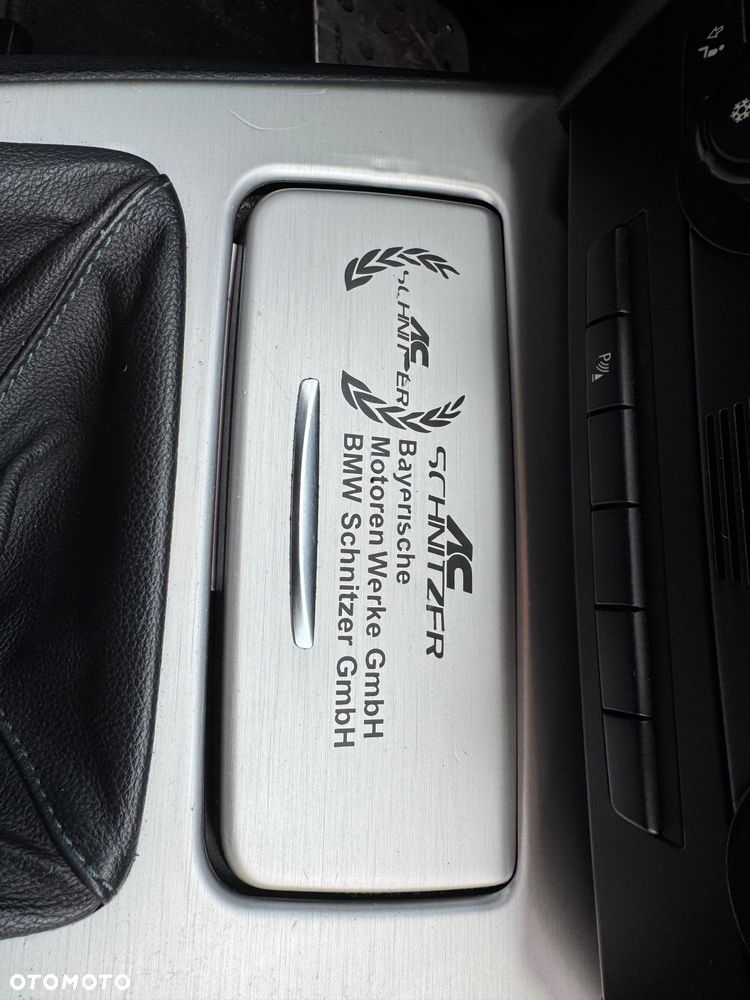 AC
SCHNITZER
AC
SCHNITZER
Bayerische
Motoren Werke GmbH
BMW Schnitzer GmbH
P
OTOMOTO